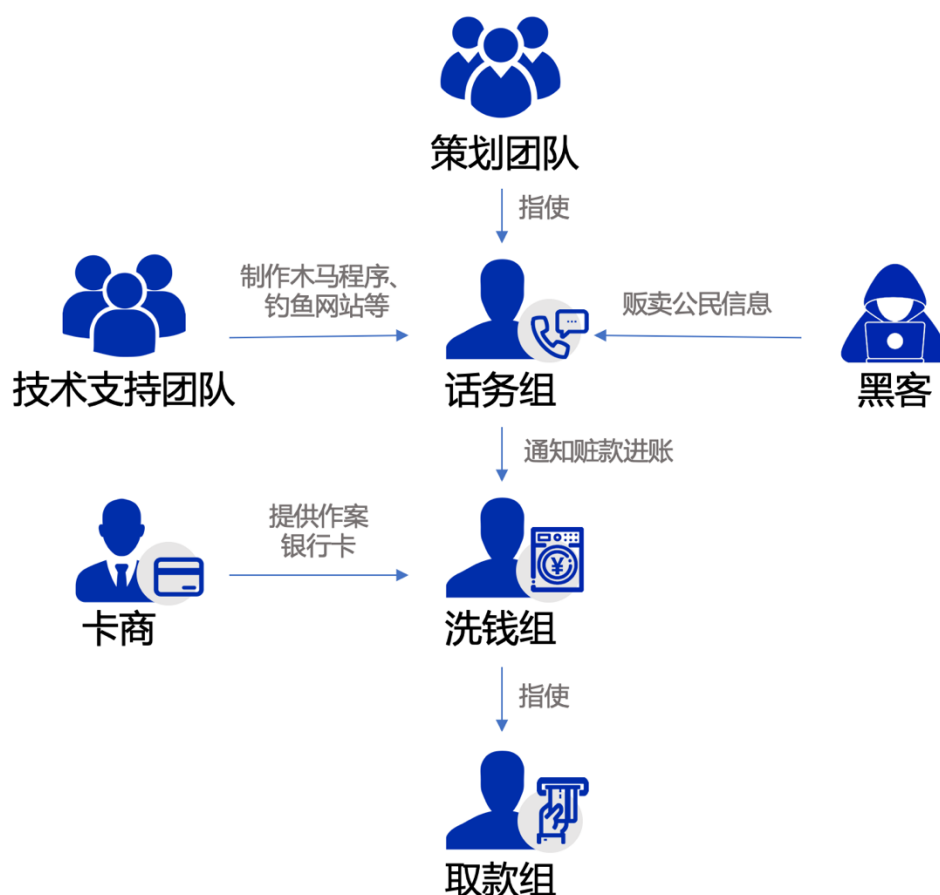 策划团队
指使
制作木马程序、
钓鱼网站等
贩卖公民信息
技术支持团队
话务组
黑客
通知赃款进账
提供作案
银行卡
卡商
洗钱组
指使
取款组